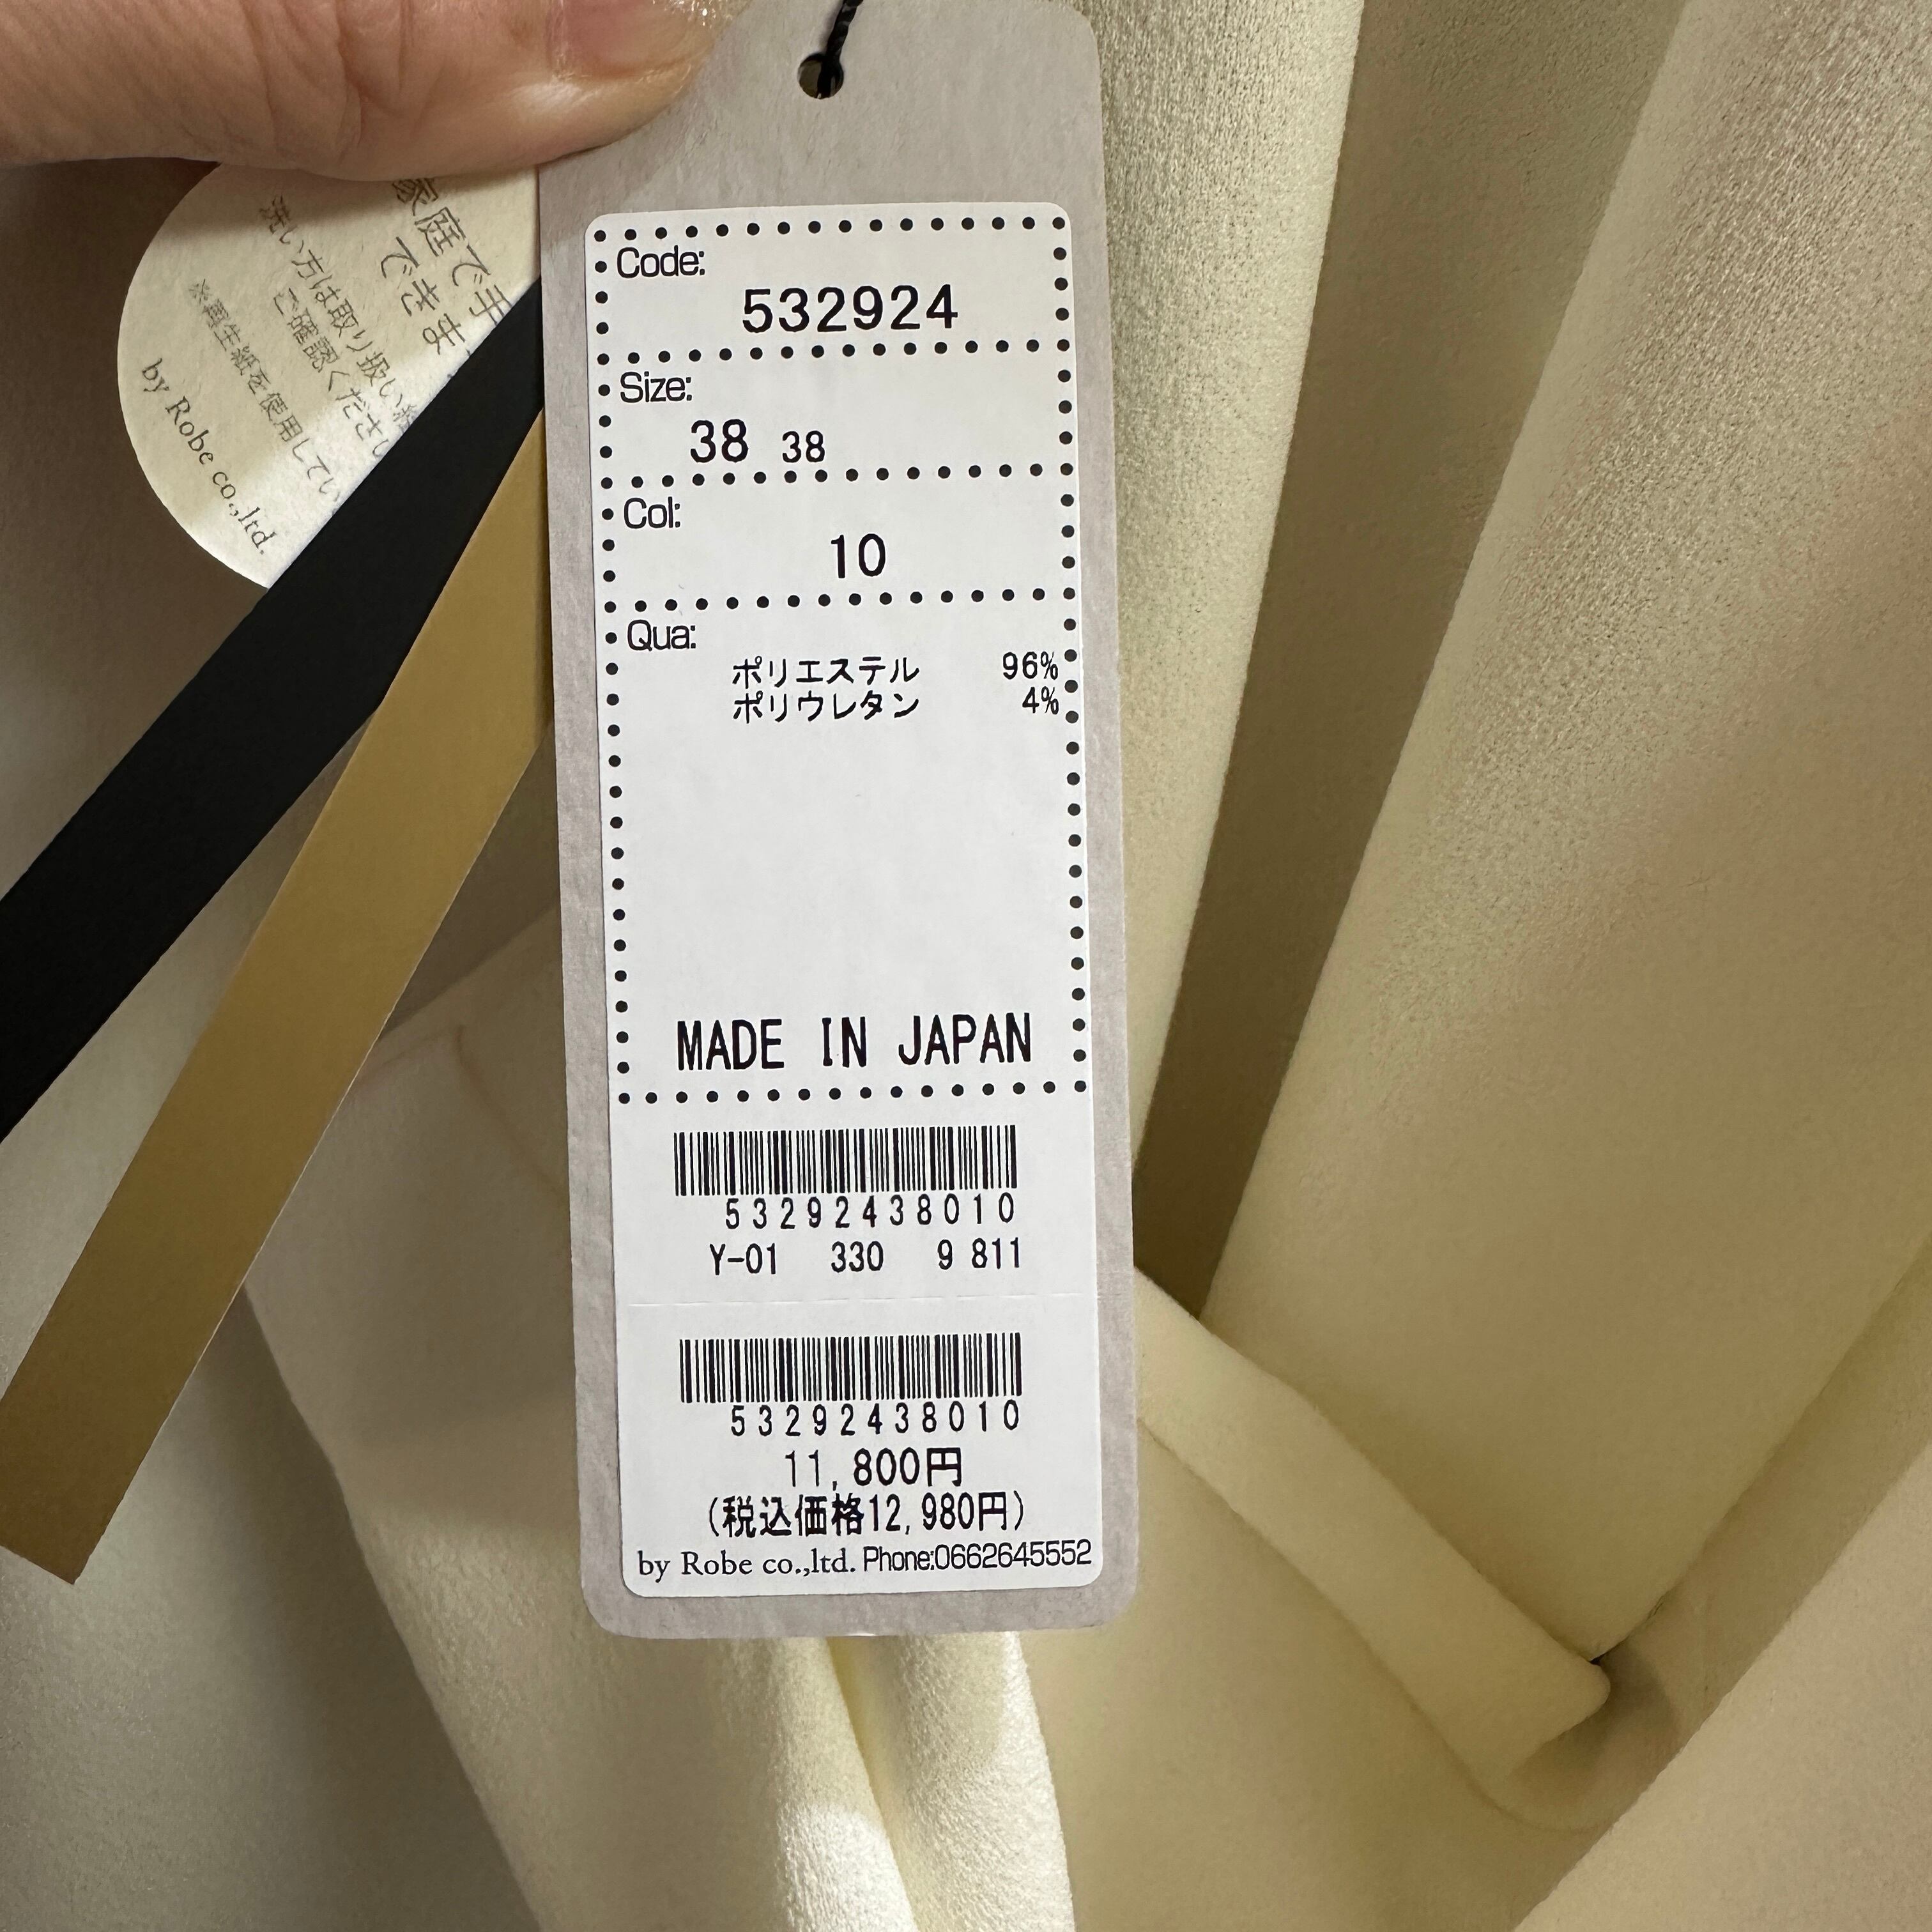 家庭で手
できま
洗い方は取り扱い
ご確認ください
※再生紙を使用してい
by Robe co.,ltd.
Code:
532924
Size:
38 38
Col:
10
Qua:
ポリエステル 96%
ポリウレタン 4%
MADE IN JAPAN
53292438010
Y-01 330 9 811
53292438010
11,800円
(税込価格12,980円)
by Robe co.,ltd. Phone:0662645552